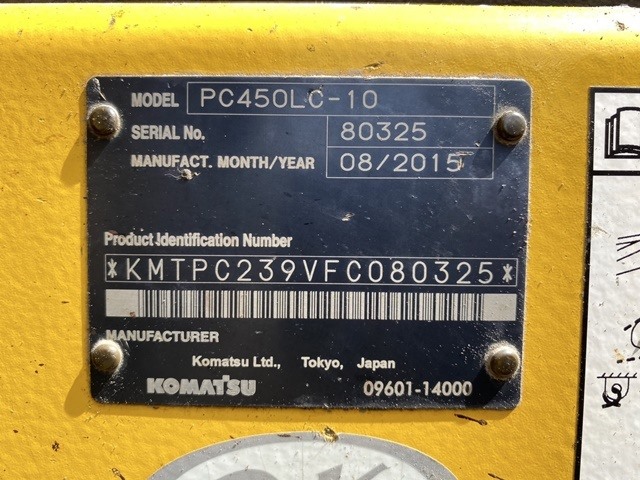 MODEL PC450LC-10
SERIAL No. 80325
MANUFACT. MONTH/YEAR 08/2015
Product Identification Number
*KMTPC239VFC080325*
MANUFACTURER
Komatsu Ltd., Tokyo, Japan
KOMATSU 09601-14000